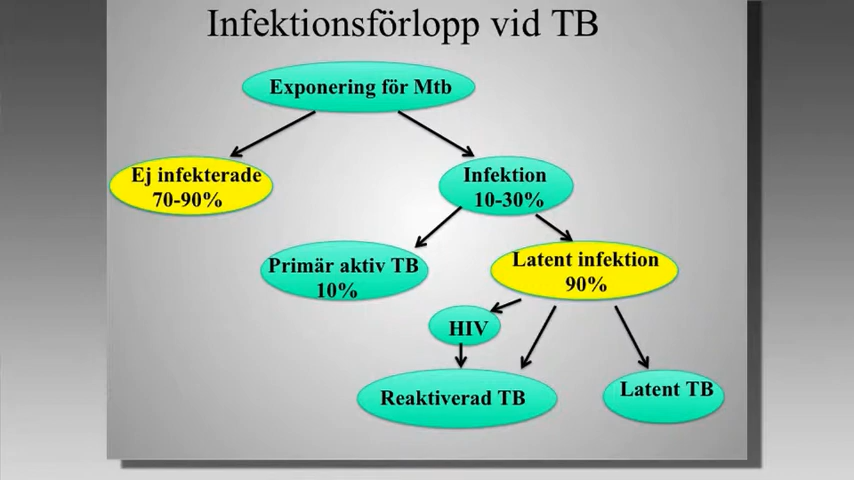 Infektionsförlopp vid TB
Exponering för Mtb
Ej infekterade
70-90%
Infektion
10-30%
Primär aktiv TB
10%
Latent infektion
90%
HIV
Reaktiverad TB
Latent TB